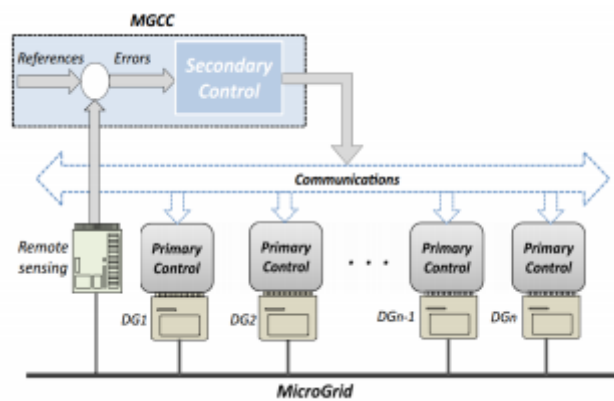 MGCC
References
Errors
Secondary
Control
Communications
Remote
sensing
Primary
Control
Primary
Control
. . .
Primary
Control
Primary
Control
DG1
DG2
DGn-1
DGn
MicroGrid